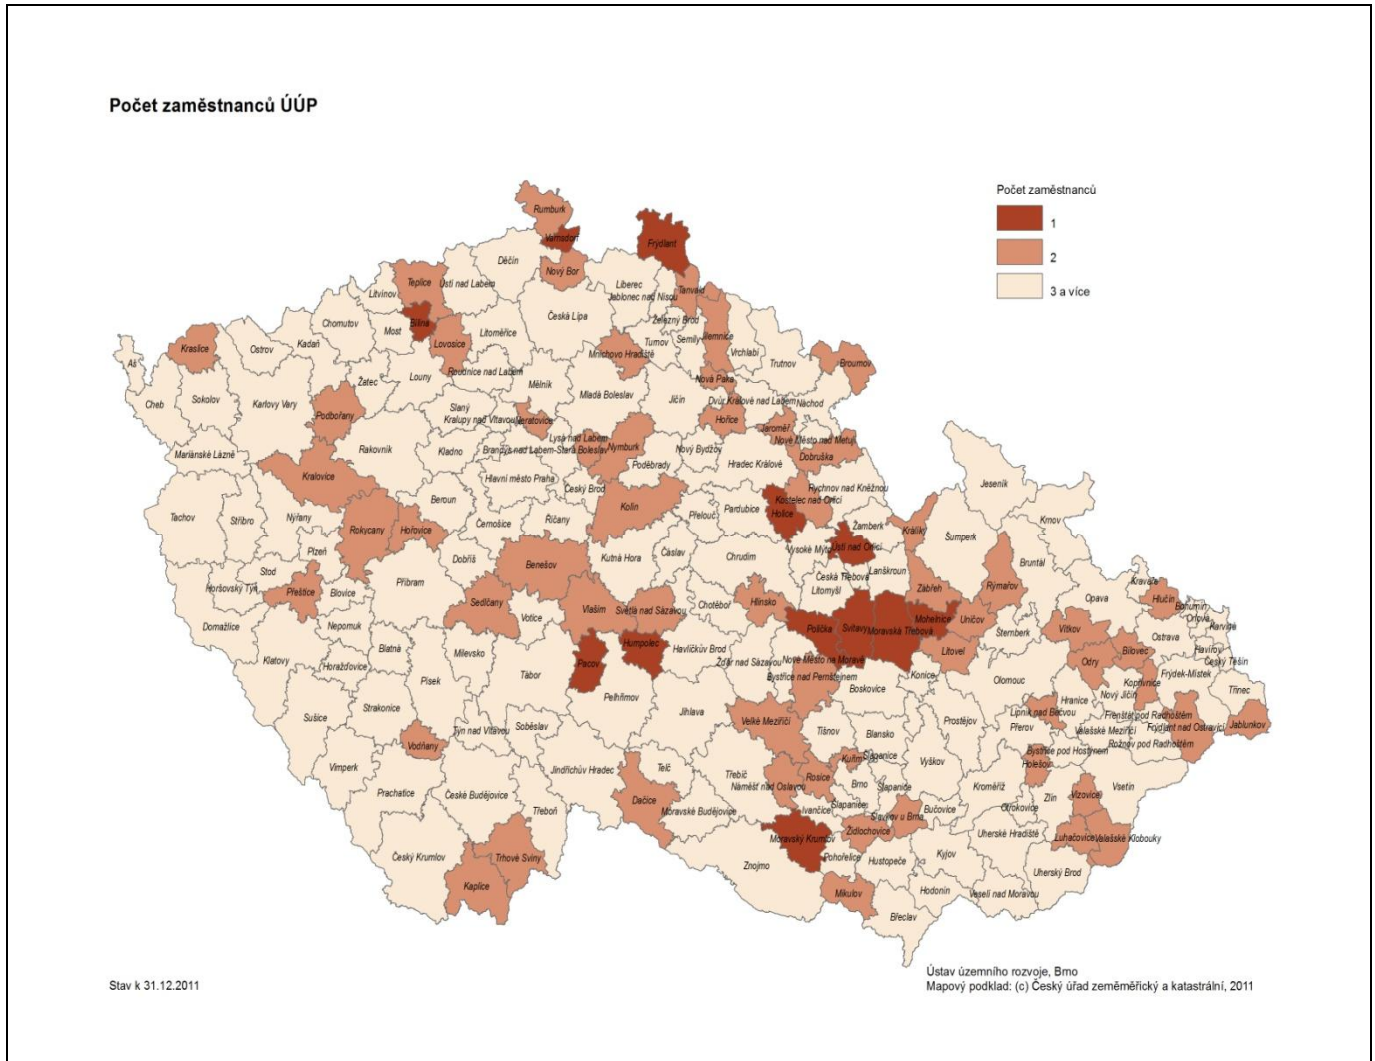 Počet zaměstnanců ÚÚP
Počet zaměstnanců
1
2
3 a více
Rumburk
Varnsdorf
Frýdlant
Děčín
Nový Bor
Liberec
Teplice
Ústí nad Labem
Jablonec nad Nisou
Tanvald
Litvínov
Chomutov
Bílina
Most
Česká Lípa
Železný Brod
Jilemnice
Litoměřice
Lovosice
Turnov
Semily
Vrchlabí
Trutnov
Broumov
Kraslice
Ostrov
Kadaň
Mnichovo Hradiště
Aš
Žatec
Louny
Roudnice nad Labem
Nová Paka
Mělník
Mladá Boleslav
Jičín
Dvůr Králové nad Labem
Náchod
Cheb
Sokolov
Karlovy Vary
Podbořany
Slaný
Kralupy nad Vltavou
Neratovice
Hořice
Jaroměř
Nové Město nad Metují
Mariánské Lázně
Rakovník
Kladno
Lysá nad Labem
Brandýs nad Labem-Stará Boleslav
Nymburk
Nový Bydžov
Dobruška
Poděbrady
Hradec Králové
Kralovice
Hlavní město Praha
Český Brod
Rychnov nad Kněžnou
Kostelec nad Orlicí
Jeseník
Beroun
Kolín
Přelouč
Pardubice
Holice
Tachov
Stříbro
Nýřany
Rokycany
Hořovice
Černošice
Říčany
Žamberk
Králíky
Šumperk
Krnov
Plzeň
Dobříš
Kutná Hora
Čáslav
Chrudim
Vysoké Mýto
Ústí nad Orlicí
Bruntál
Stod
Benešov
Česká Třebová
Lanškroun
Horšovský Týn
Přeštice
Blovice
Příbram
Litomyšl
Zábřeh
Rýmařov
Kravaře
Sedlčany
Vlašim
Světlá nad Sázavou
Chotěboř
Hlinsko
Opava
Hlučín
Bohumín
Domažlice
Nepomuk
Votice
Polička
Svitavy
Moravská Třebová
Mohelnice
Uničov
Šternberk
Vítkov
Orlová
Karviná
Klatovy
Horažďovice
Blatná
Milevsko
Humpolec
Havlíčkův Brod
Žďár nad Sázavou
Nové Město na Moravě
Litovel
Bílovec
Ostrava
Havířov
Český Těšín
Písek
Tábor
Pacov
Bystřice nad Pernštejnem
Boskovice
Konice
Olomouc
Odry
Kopřivnice
Frýdek-Místek
Třinec
Sušice
Strakonice
Pelhřimov
Jihlava
Velké Meziříčí
Prostějov
Lipník nad Bečvou
Hranice
Nový Jičín
Frenštát pod Radhoštěm
Frýdlant nad Ostravicí
Jablunkov
Vodňany
Týn nad Vltavou
Soběslav
Tišnov
Blansko
Přerov
Valašské Meziříčí
Rožnov pod Radhoštěm
Vimperk
Jindřichův Hradec
Telč
Třebíč
Kuřim
Šlapanice
Vyškov
Bystřice pod Hostýnem
Holešov
Prachatice
České Budějovice
Třeboň
Dačice
Moravské Budějovice
Náměšť nad Oslavou
Rosice
Brno
Šlapanice
Kroměříž
Zlín
Vizovice
Vsetín
Ivančice
Šlapanice
Slavkov u Brna
Bučovice
Otrokovice
Český Krumlov
Trhové Sviny
Kaplice
Znojmo
Moravský Krumlov
Židlochovice
Pohořelice
Hustopeče
Kyjov
Uherské Hradiště
Luhačovice
Valašské Klobouky
Mikulov
Břeclav
Hodonín
Veselí nad Moravou
Uherský Brod
Stav k 31.12.2011
Ústav územního rozvoje, Brno
Mapový podklad: (c) Český úřad zeměměřický a katastrální, 2011